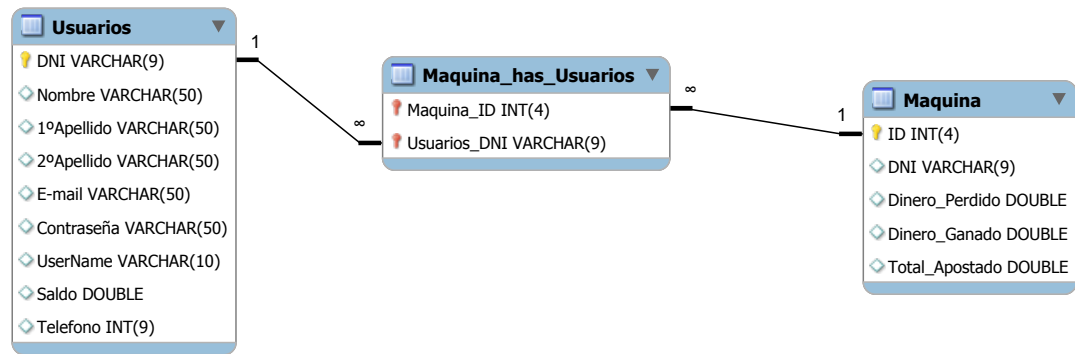 Usuarios
DNI VARCHAR(9)
Nombre VARCHAR(50)
1ºApellido VARCHAR(50)
2ºApellido VARCHAR(50)
E-mail VARCHAR(50)
Contraseña VARCHAR(50)
UserName VARCHAR(10)
Saldo DOUBLE
Telefono INT(9)
1
∞
Maquina_has_Usuarios
Maquina_ID INT(4)
Usuarios_DNI VARCHAR(9)
∞
1
Maquina
ID INT(4)
DNI VARCHAR(9)
Dinero_Perdido DOUBLE
Dinero_Ganado DOUBLE
Total_Apostado DOUBLE